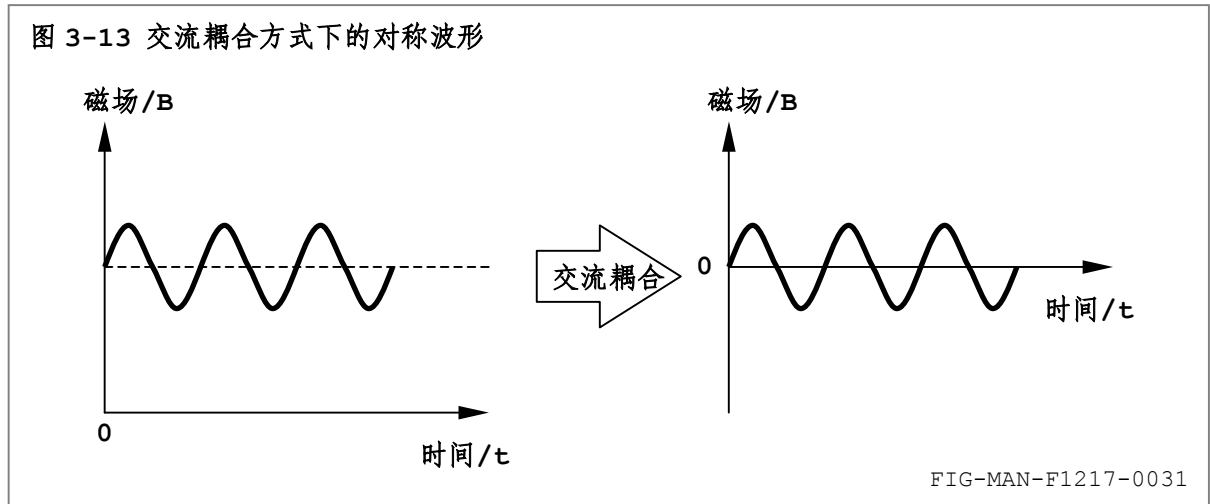 图 3-13 交流耦合方式下的对称波形
磁场/B
磁场/B
交流耦合
0
时间/t
0
时间/t
FIG-MAN-F1217-0031